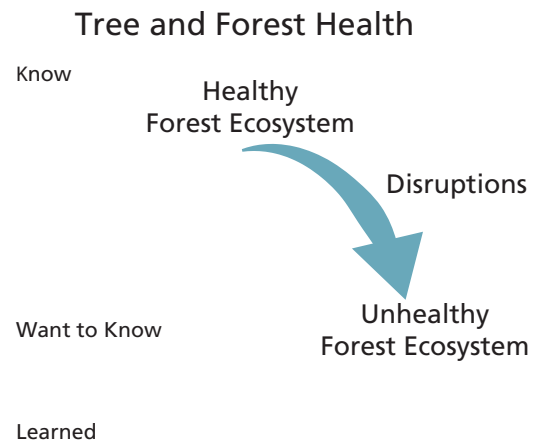 Tree and Forest Health
Know
Healthy
Forest Ecosystem
Disruptions
Unhealthy
Forest Ecosystem
Want to Know
Learned